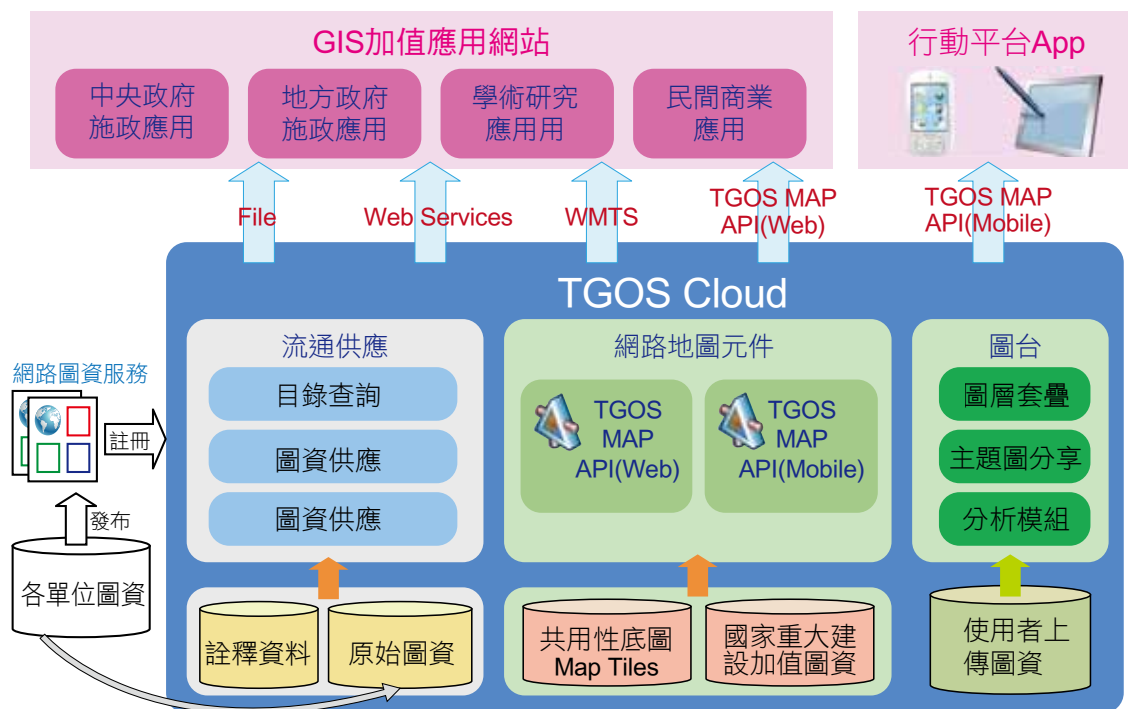 GIS加值應用網站
行動平台App
中央政府
施政應用
地方政府
施政應用
學術研究
應用用
民間商業
應用
File
Web Services
WMTS
TGOS MAP
API(Web)
TGOS MAP
API(Mobile)
TGOS Cloud
網路圖資服務
註冊
發布
各單位圖資
流通供應
目錄查詢
圖資供應
圖資供應
網路地圖元件
TGOS
MAP
API(Web)
TGOS
MAP
API(Mobile)
圖台
圖層套疊
主題圖分享
分析模組
詮釋資料
原始圖資
共用性底圖
Map Tiles
國家重大建
設加值圖資
使用者上
傳圖資